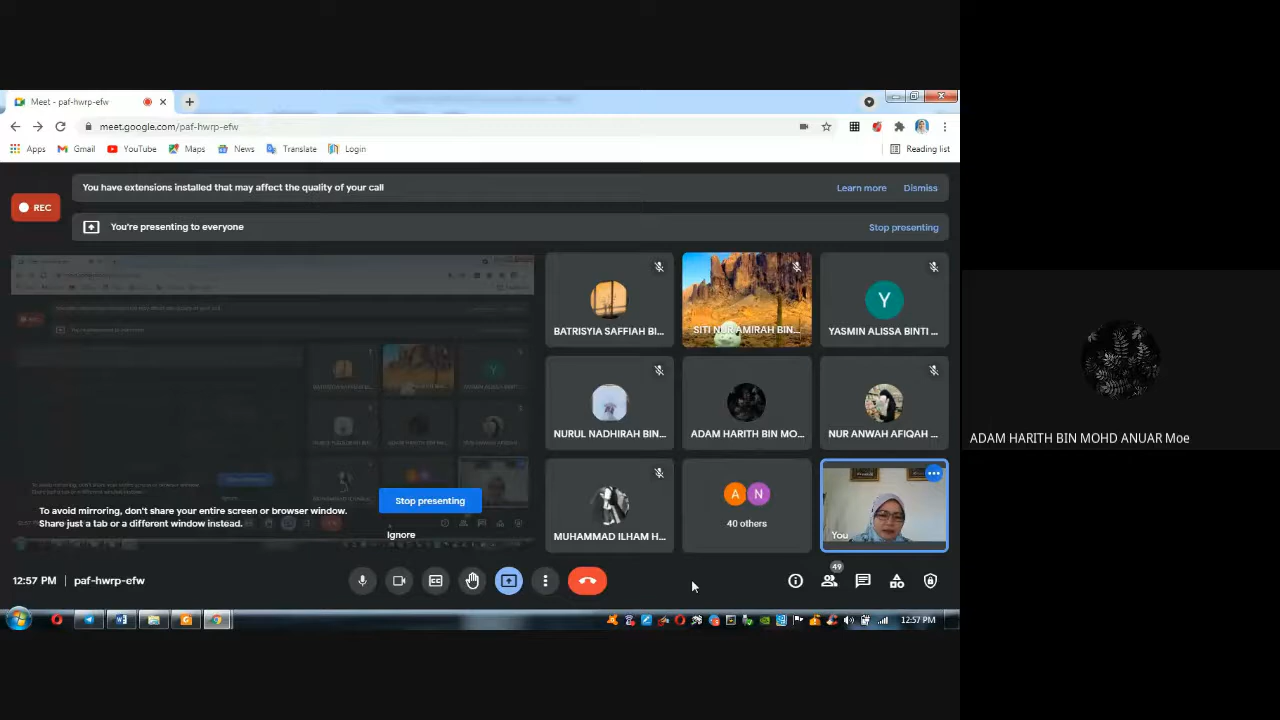 Meet - paf-hwrp-efw
meet.google.com/paf-hwrp-efw
Apps Gmail YouTube Maps News Translate Login Reading list
You have extensions installed that may affect the quality of your call Learn more Dismiss
REC
You're presenting to everyone Stop presenting
BATRISYIA SAFFIAH BI...
SITI NUR AMIRAH BIN...
YASMIN ALISSA BINTI ...
NURUL NADHIRAH BIN...
ADAM HARITH BIN MO...
NUR ANWAH AFIQAH ...
ADAM HARITH BIN MOHD ANUAR Moe
To avoid mirroring, don't share your entire screen or browser window.
Share just a tab or a different window instead.
Stop presenting
Ignore
MUHAMMAD ILHAM H...
A N
40 others
You
Y
12:57 PM | paf-hwrp-efw
49
12:57 PM